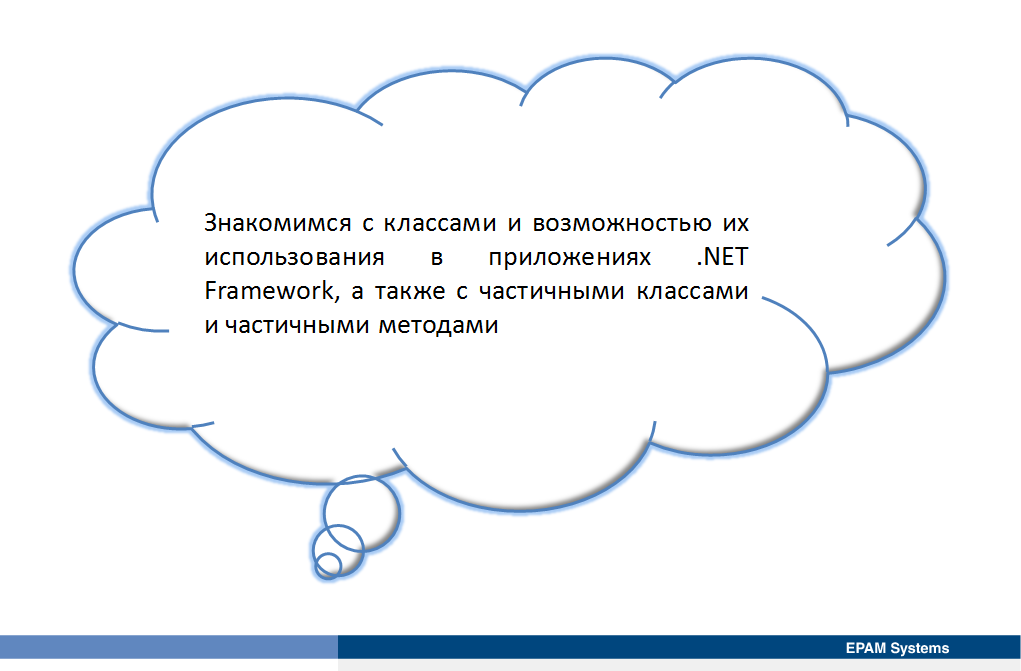 Знакомимся с классами и возможностью их
использования в приложениях .NET
Framework, а также с частичными классами
и частичными методами
EPAM Systems